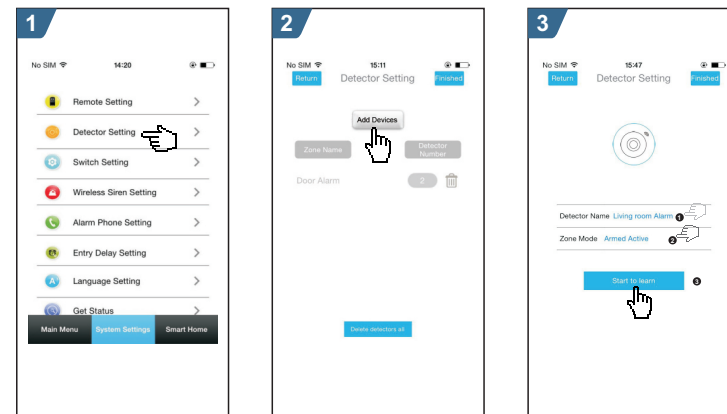 1
No SIM 14:20
Remote Setting
Detector Setting
Switch Setting
Wireless Siren Setting
Alarm Phone Setting
Entry Delay Setting
A Language Setting
Get Status
Main Menu System Settings Smart Home
2
No SIM 15:11
Return Detector Setting Finished
Add Devices
Zone Name Detector
Number
Door Alarm 2
Delete detectors all
3
No SIM 15:47
Return Detector Setting Finished
Detector Name Living room Alarm 1
Zone Mode Armed Active 2
Start to learn 3